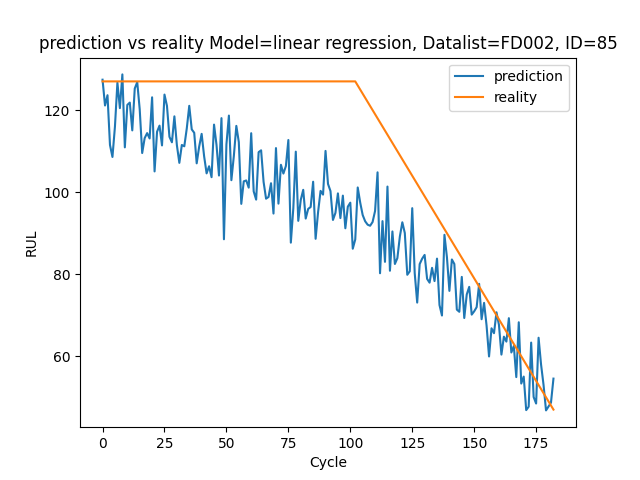 prediction vs reality Model=linear regression, Datalist=FD002, ID=85
prediction
reality
RUL
120
100
80
60
0 25 50 75 100 125 150 175
Cycle